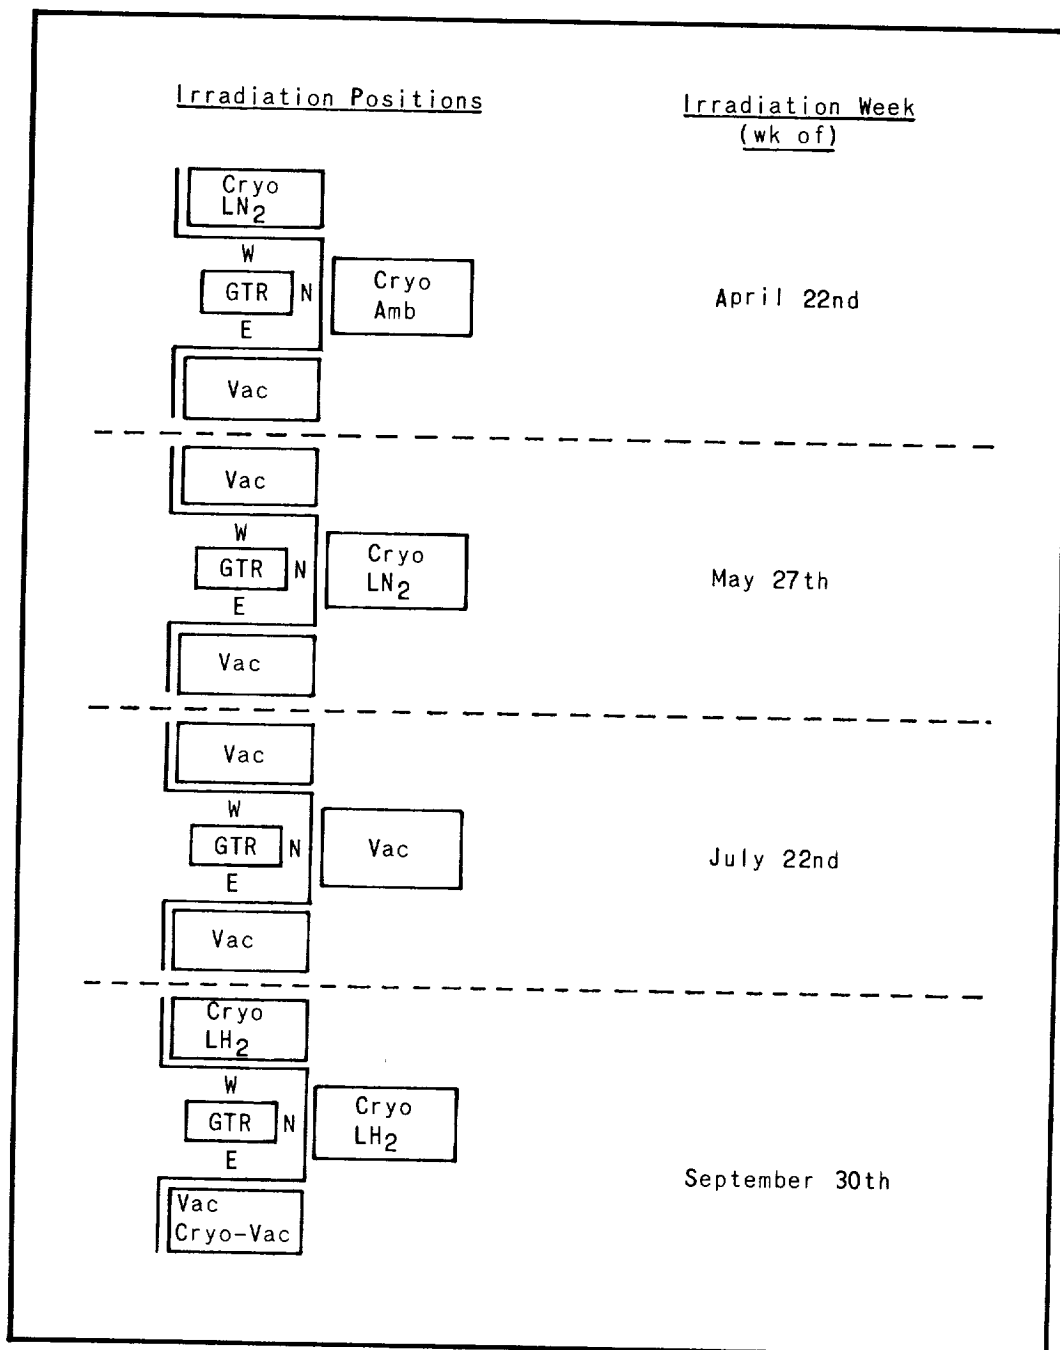 Irradiation Positions
Irradiation Week
(wk of)
Cryo
LN2
W
GTR N
E
Cryo
Amb
Vac
April 22nd
Vac
W
GTR N
E
Cryo
LN2
Vac
May 27th
Vac
W
GTR N
E
Vac
Vac
July 22nd
Cryo
LH2
W
GTR N
E
Cryo
LH2
Vac
Cryo-Vac
September 30th